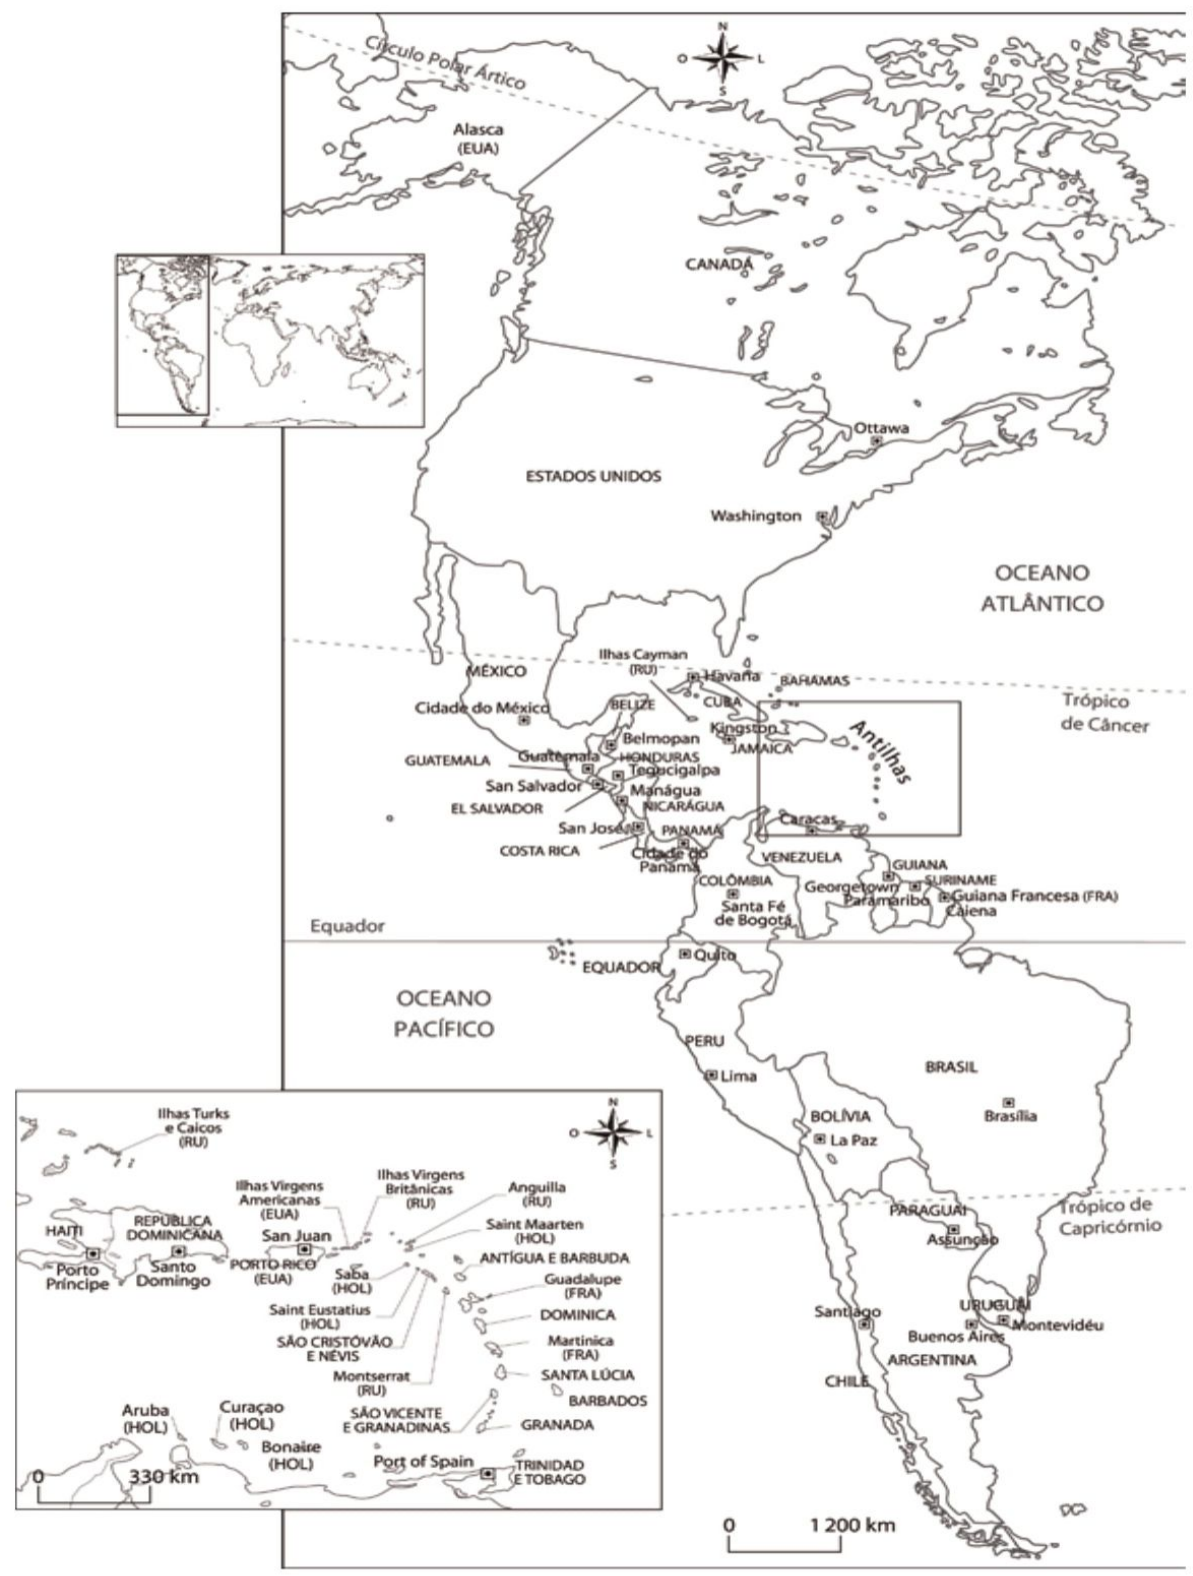 N
O
L
S
Círculo Polar Ártico
Alasca
(EUA)
CANADÁ
Ottawa
ESTADOS UNIDOS
Washington
OCEANO
ATLÂNTICO
Ilhas Cayman
(RU)
MÉXICO
Havana
BAHAMAS
Trópico
de Câncer
Cidade do México
BELIZE
CUBA
Kingston
JAMAICA
Antilhas
Belmopan
GUATEMALA
Guatemala
HONDURAS
Tegucigalpa
San Salvador
Manágua
EL SALVADOR
NICARÁGUA
San José
PANAMÁ
Caracas
COSTA RICA
Cidade do
Panamá
VENEZUELA
GUIANA
COLÔMBIA
Georgetown
SURINAME
Paramaribo
Guiana Francesa (FRA)
Caiena
Santa Fé
de Bogotá
Equador
Quito
EQUADOR
OCEANO
PACÍFICO
PERU
Lima
BRASIL
Brasília
BOLÍVIA
La Paz
PARAGUAI
Assunção
Trópico de
Capricórnio
URUGUAI
Santiago
Montevidéu
Buenos Aires
ARGENTINA
CHILE
0
1 200 km
N
O
L
S
Ilhas Turks
e Caicos
(RU)
Ilhas Virgens
Americanas
(EUA)
Ilhas Virgens
Britânicas
(RU)
Anguilla
(RU)
HAITI
REPÚBLICA
DOMINICANA
San Juan
Saint Maarten
(HOL)
Porto
Príncipe
Santo
Domingo
PORTO RICO
(EUA)
Saba
(HOL)
ANTÍGUA E BARBUDA
Guadalupe
(FRA)
Saint Eustatius
(HOL)
DOMINICA
SÃO CRISTÓVÃO
E NÉVIS
Martinica
(FRA)
Montserrat
(RU)
SANTA LÚCIA
BARBADOS
Aruba
(HOL)
Curaçao
(HOL)
SÃO VICENTE
E GRANADINAS
GRANADA
Bonaire
(HOL)
Port of Spain
TRINIDAD
E TOBAGO
0
330 km